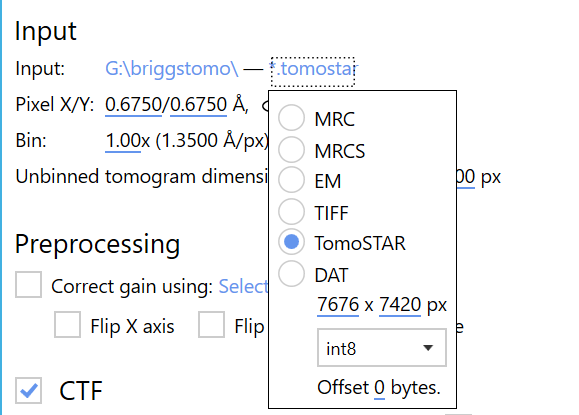 Input
Input: G:\briggstomo\ — *.tomostar
Pixel X/Y: 0.6750/0.6750 Å,
Bin: 1.00x (1.3500 Å/px)
Unbinned tomogram dimensi 00 px
MRC
MRCS
EM
TIFF
TomoSTAR
DAT
7676 x 7420 px
int8
Offset 0 bytes.
Preprocessing
Correct gain using: Select
Flip X axis Flip e
CTF